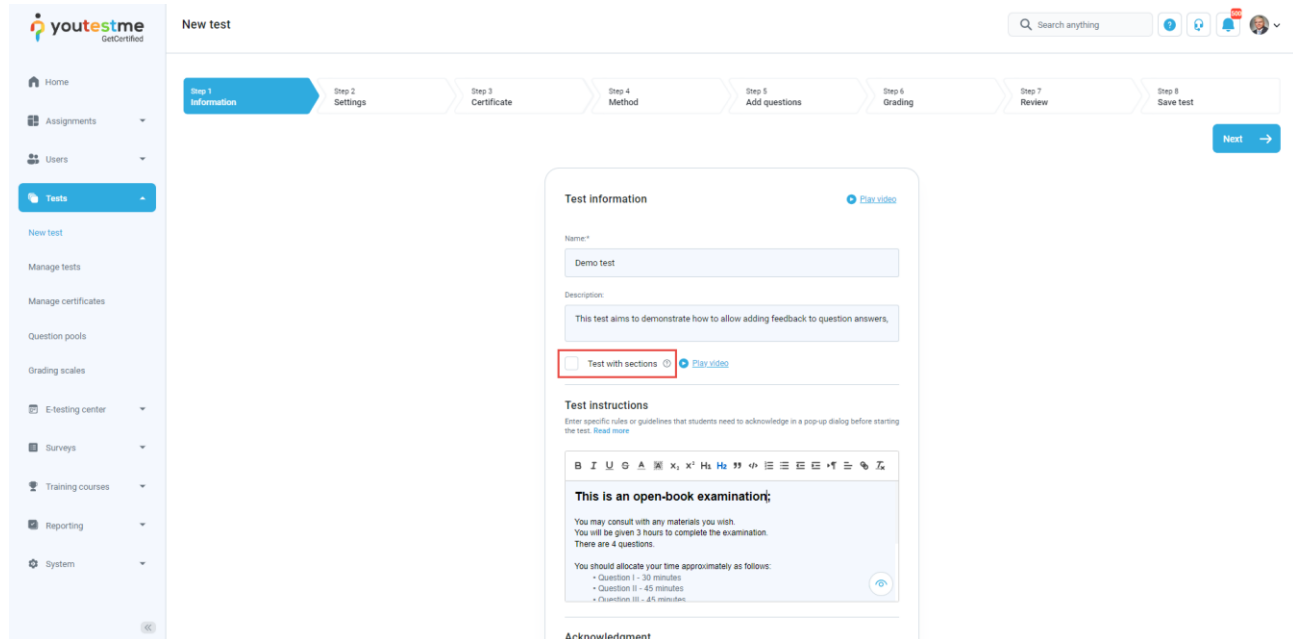 youtestme
GetCertified
New test
Search anything
500
Home
Assignments
Users
Tests
New test
Manage tests
Manage certificates
Question pools
Grading scales
E-testing center
Surveys
Training courses
Reporting
System
Step 1
Information
Step 2
Settings
Step 3
Certificate
Step 4
Method
Step 5
Add questions
Step 6
Grading
Step 7
Review
Step 8
Save test
Next
Test information
Play video
Name:*
Demo test
Description:
This test aims to demonstrate how to allow adding feedback to question answers,
Test with sections
Play video
Test instructions
Enter specific rules or guidelines that students need to acknowledge in a pop-up dialog before starting
the test. Read more
This is an open-book examination;
You may consult with any materials you wish.
You will be given 3 hours to complete the examination.
There are 4 questions.
You should allocate your time approximately as follows:
• Question I - 30 minutes
• Question II - 45 minutes
• Question III - 45 minutes
Acknowledgment